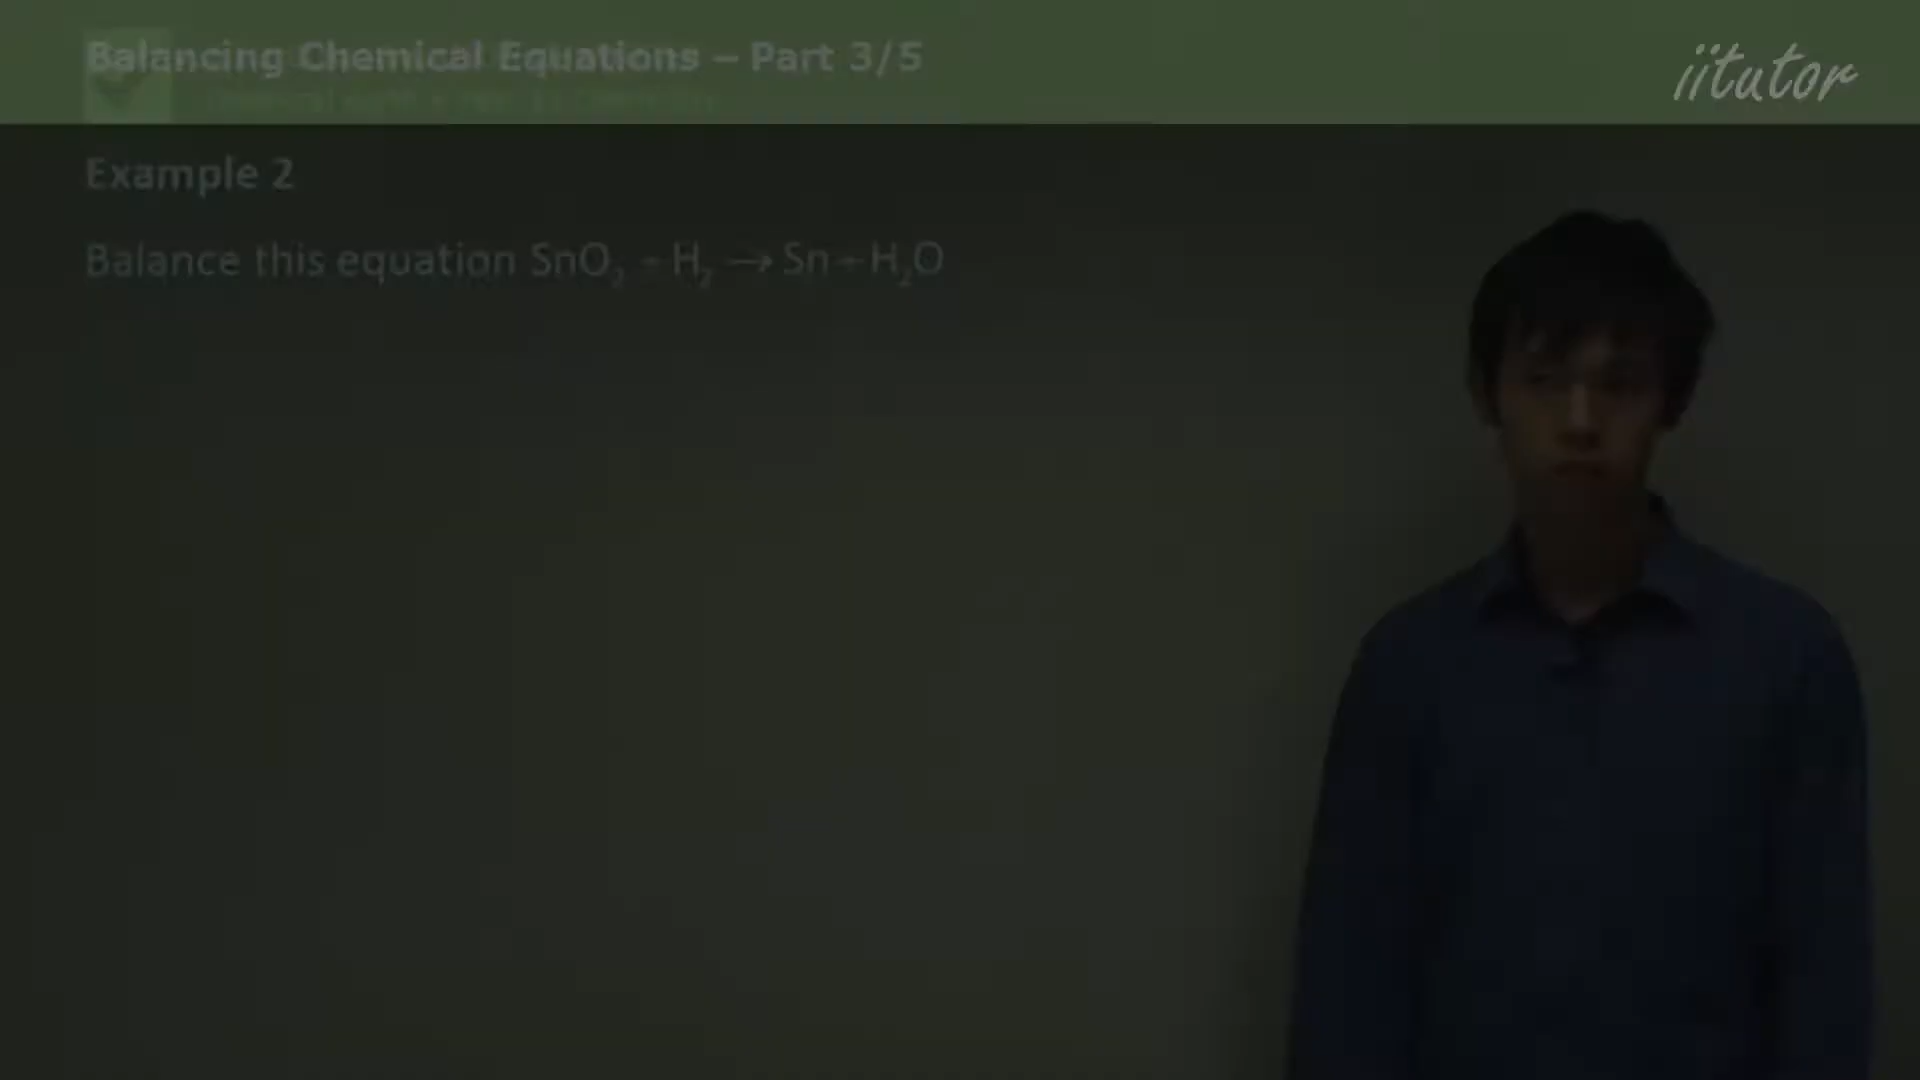 Balancing Chemical Equations – Part 3/5
iitutor
Example 2
Balance this equation SnO₂ + H₂ → Sn + H₂O